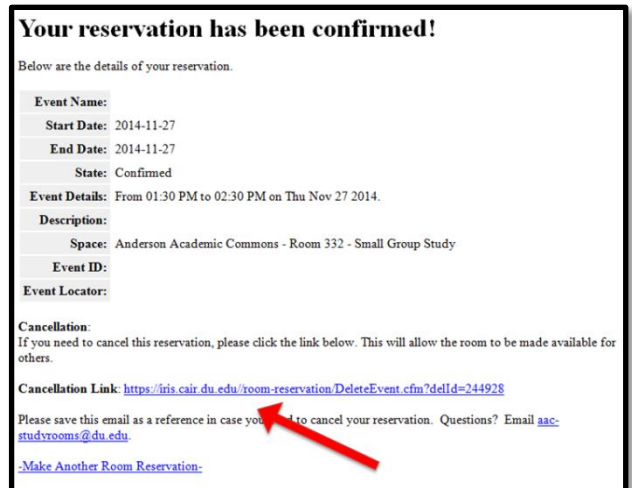 Your reservation has been confirmed!
Below are the details of your reservation.
Event Name:
Start Date: 2014-11-27
End Date: 2014-11-27
State: Confirmed
Event Details: From 01:30 PM to 02:30 PM on Thu Nov 27 2014.
Description:
Space: Anderson Academic Commons - Room 332 - Small Group Study
Event ID:
Event Locator:
Cancellation:
If you need to cancel this reservation, please click the link below. This will allow the room to be made available for
others.
Cancellation Link: https://iris.cair.du.edu//room-reservation/DeleteEvent.cfm?delId=244928
Please save this email as a reference in case you to cancel your reservation. Questions? Email aac-
studyrooms@du.edu.
-Make Another Room Reservation-